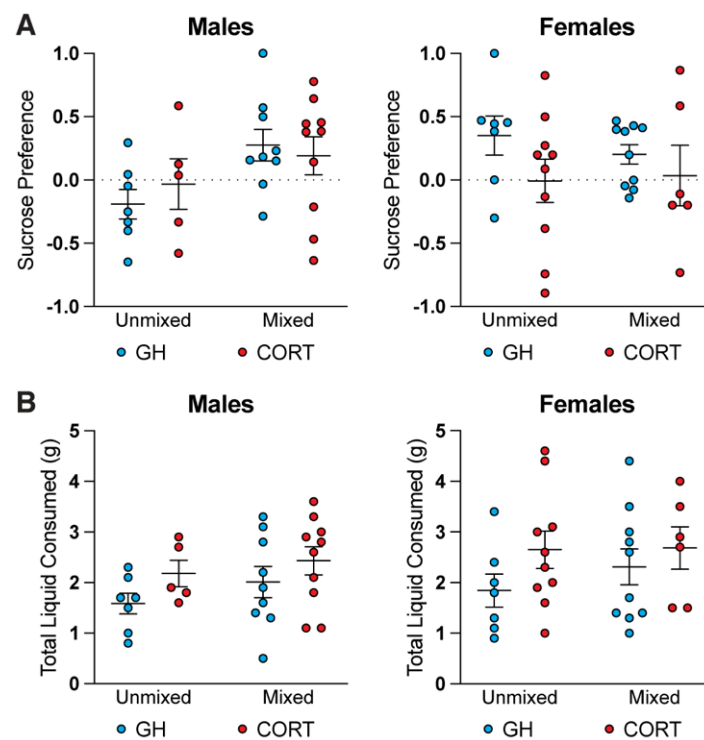 A
Males
Females
Sucrose Preference
1.0
0.5
0.0
-0.5
-1.0
Unmixed
Mixed
GH
CORT
Sucrose Preference
1.0
0.5
0.0
-0.5
-1.0
Unmixed
Mixed
GH
CORT
B
Males
Females
Total Liquid Consumed (g)
5
4
3
2
1
0
Unmixed
Mixed
GH
CORT
Total Liquid Consumed (g)
5
4
3
2
1
0
Unmixed
Mixed
GH
CORT